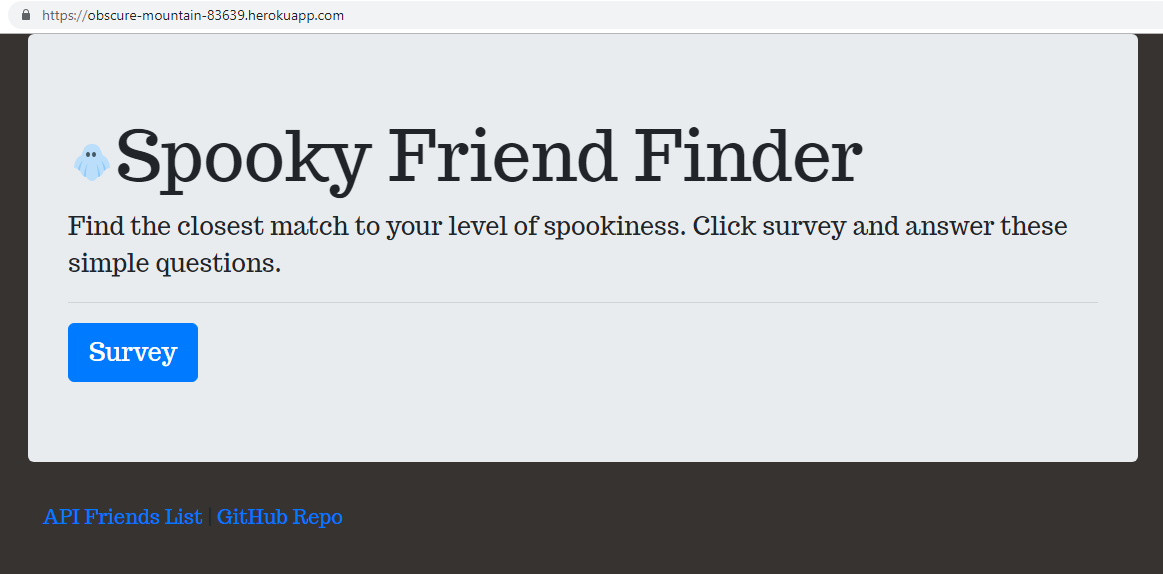 https://obscure-mountain-83639.herokuapp.com
Spooky Friend Finder
Find the closest match to your level of spookiness. Click survey and answer these
simple questions.
Survey
API Friends List | GitHub Repo